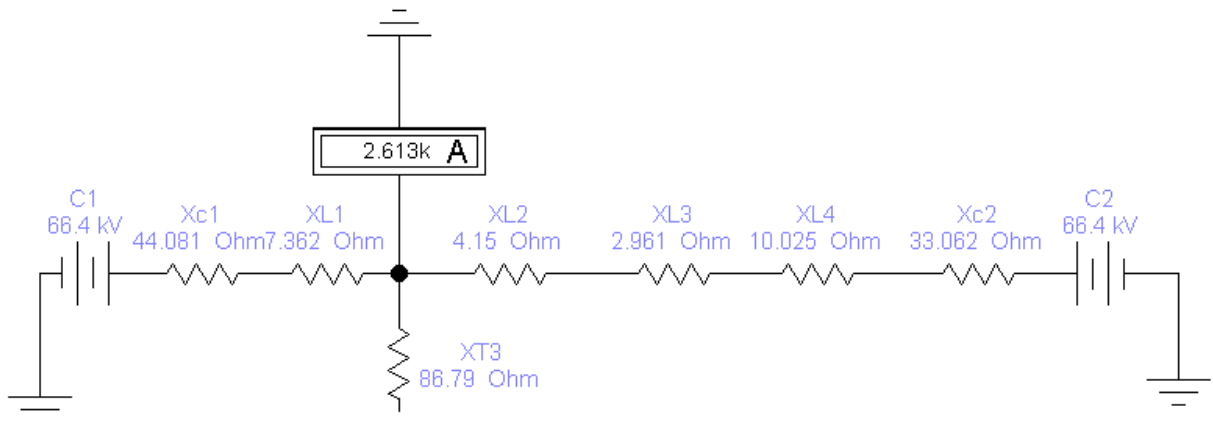 2.613k A
C1
66.4 kV
Xc1
44.081 Ohm
XL1
7.362 Ohm
XL2
4.15 Ohm
XL3
2.961 Ohm
XL4
10.025 Ohm
Xc2
33.062 Ohm
C2
66.4 kV
XT3
86.79 Ohm